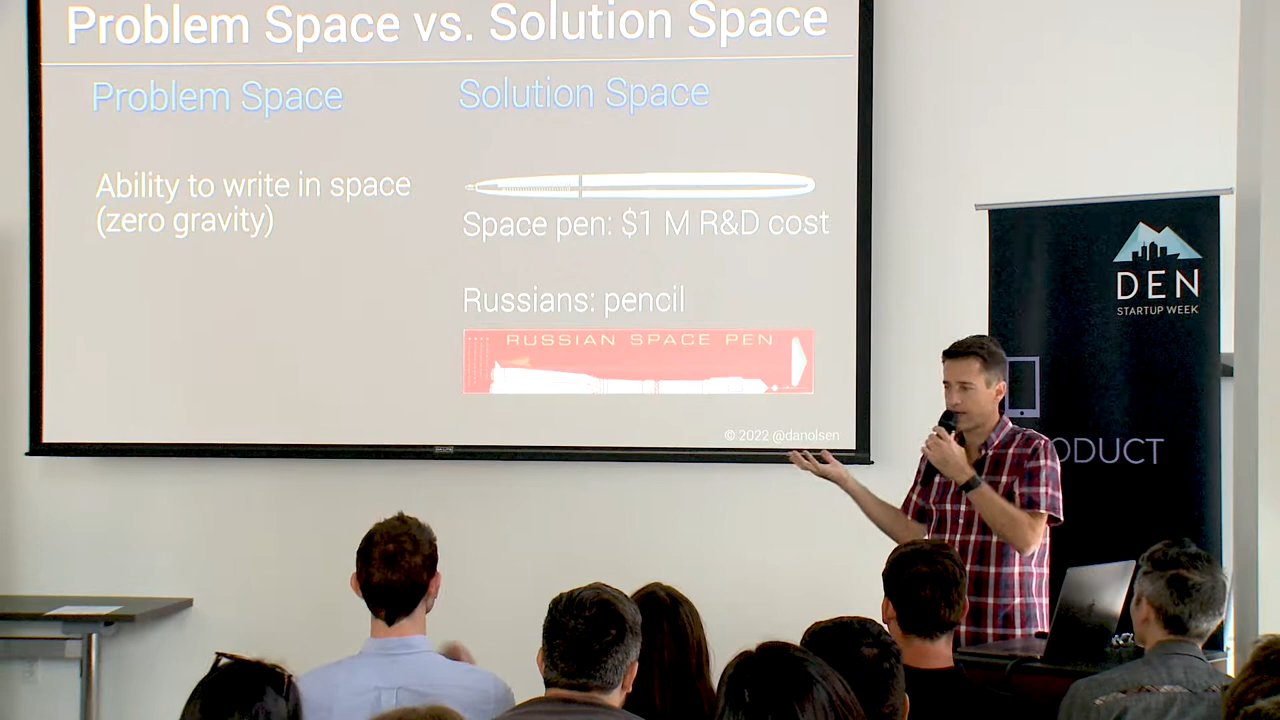 Problem Space vs. Solution Space
Problem Space
Solution Space
Ability to write in space
(zero gravity)
Space pen: $1 M R&D cost
Russians: pencil
RUSSIAN SPACE PEN
© 2022 @danolsen
DEN
STARTUP WEEK
ODUCT